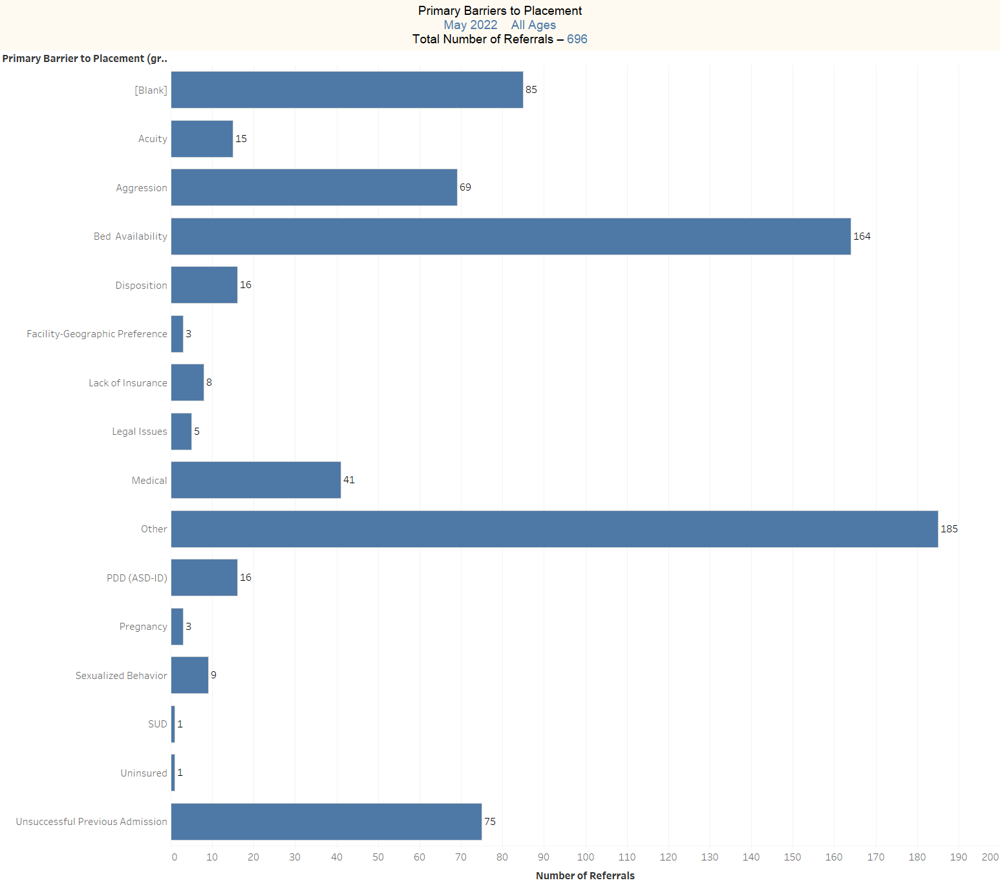 Primary Barriers to Placement
May 2022 All Ages
Total Number of Referrals – 696
Primary Barrier to Placement (gr..
[Blank] 85
Acuity 15
Aggression 69
Bed Availability 164
Disposition 16
Facility-Geographic Preference 3
Lack of Insurance 8
Legal Issues 5
Medical 41
Other 185
PDD (ASD-ID) 16
Pregnancy 3
Sexualized Behavior 9
SUD 1
Uninsured 1
Unsuccessful Previous Admission 75
0 10 20 30 40 50 60 70 80 90 100 110 120 130 140 150 160 170 180 190 200
Number of Referrals